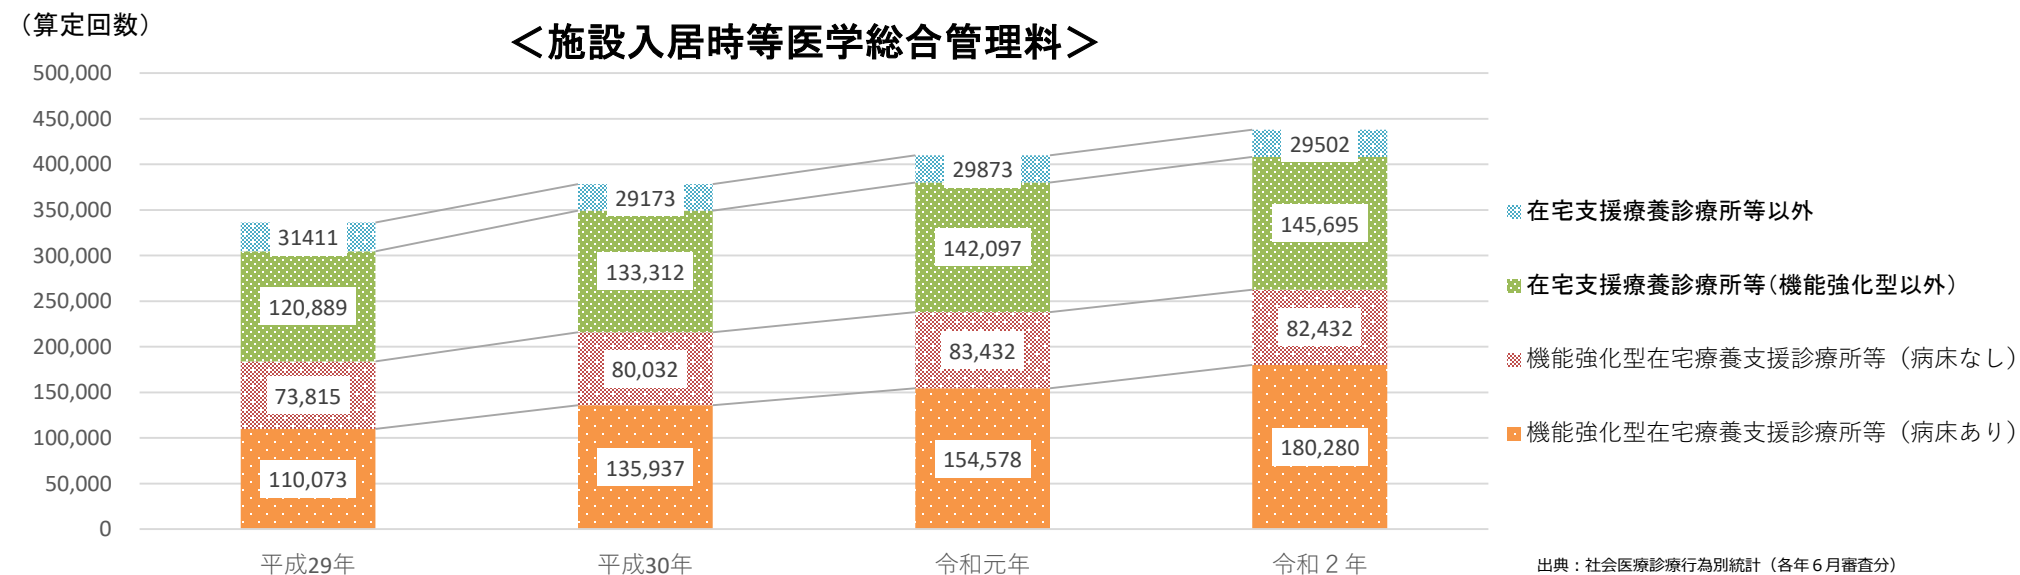 （算定回数）
＜施設入居時等医学総合管理料＞
500,000
450,000
400,000
350,000
300,000
250,000
200,000
150,000
100,000
50,000
0
31411
120,889
73,815
110,073
29173
133,312
80,032
135,937
29873
142,097
83,432
154,578
29502
145,695
82,432
180,280
平成29年
平成30年
令和元年
令和２年
在宅支援療養診療所等以外
在宅支援療養診療所等（機能強化型以外）
機能強化型在宅療養支援診療所等（病床なし）
機能強化型在宅療養支援診療所等（病床あり）
出典：社会医療診療行為別統計（各年６月審査分）